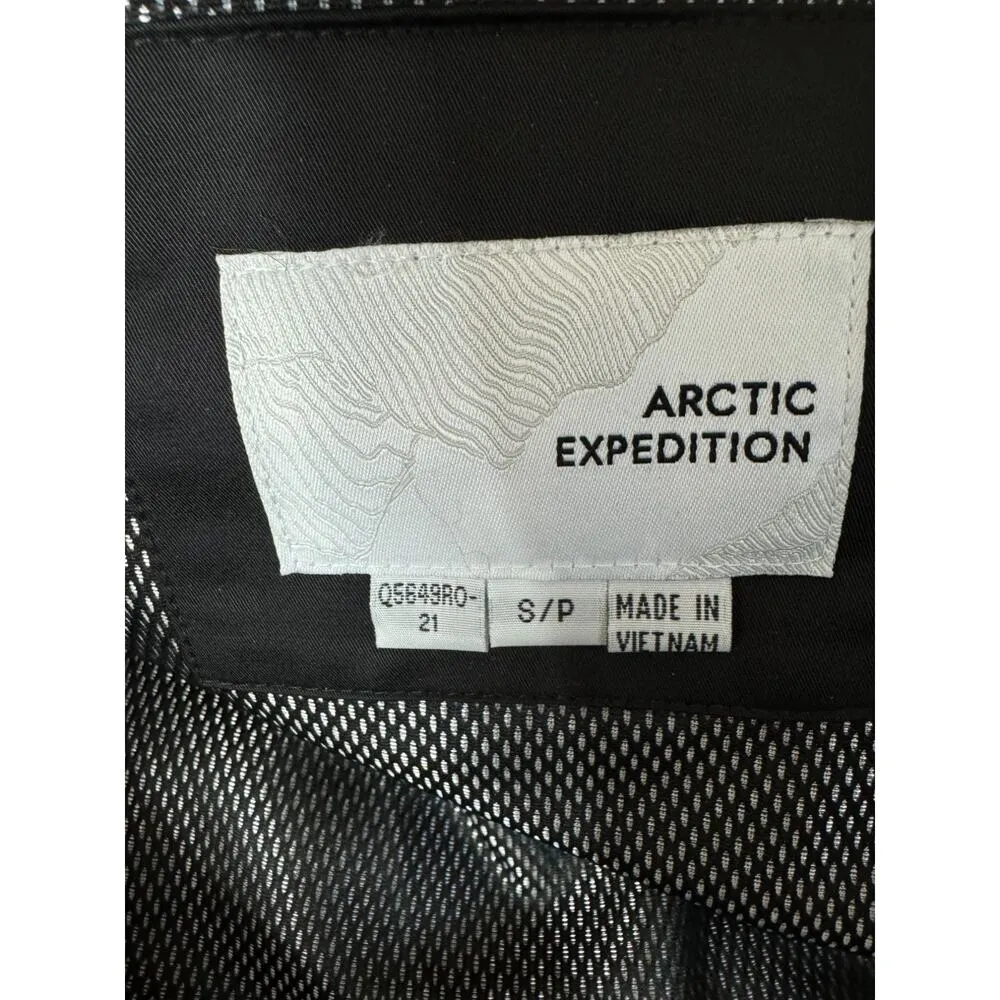 ARCTIC
EXPEDITION
Q5649RO-
21
S/P
MADE IN
VIETNAM